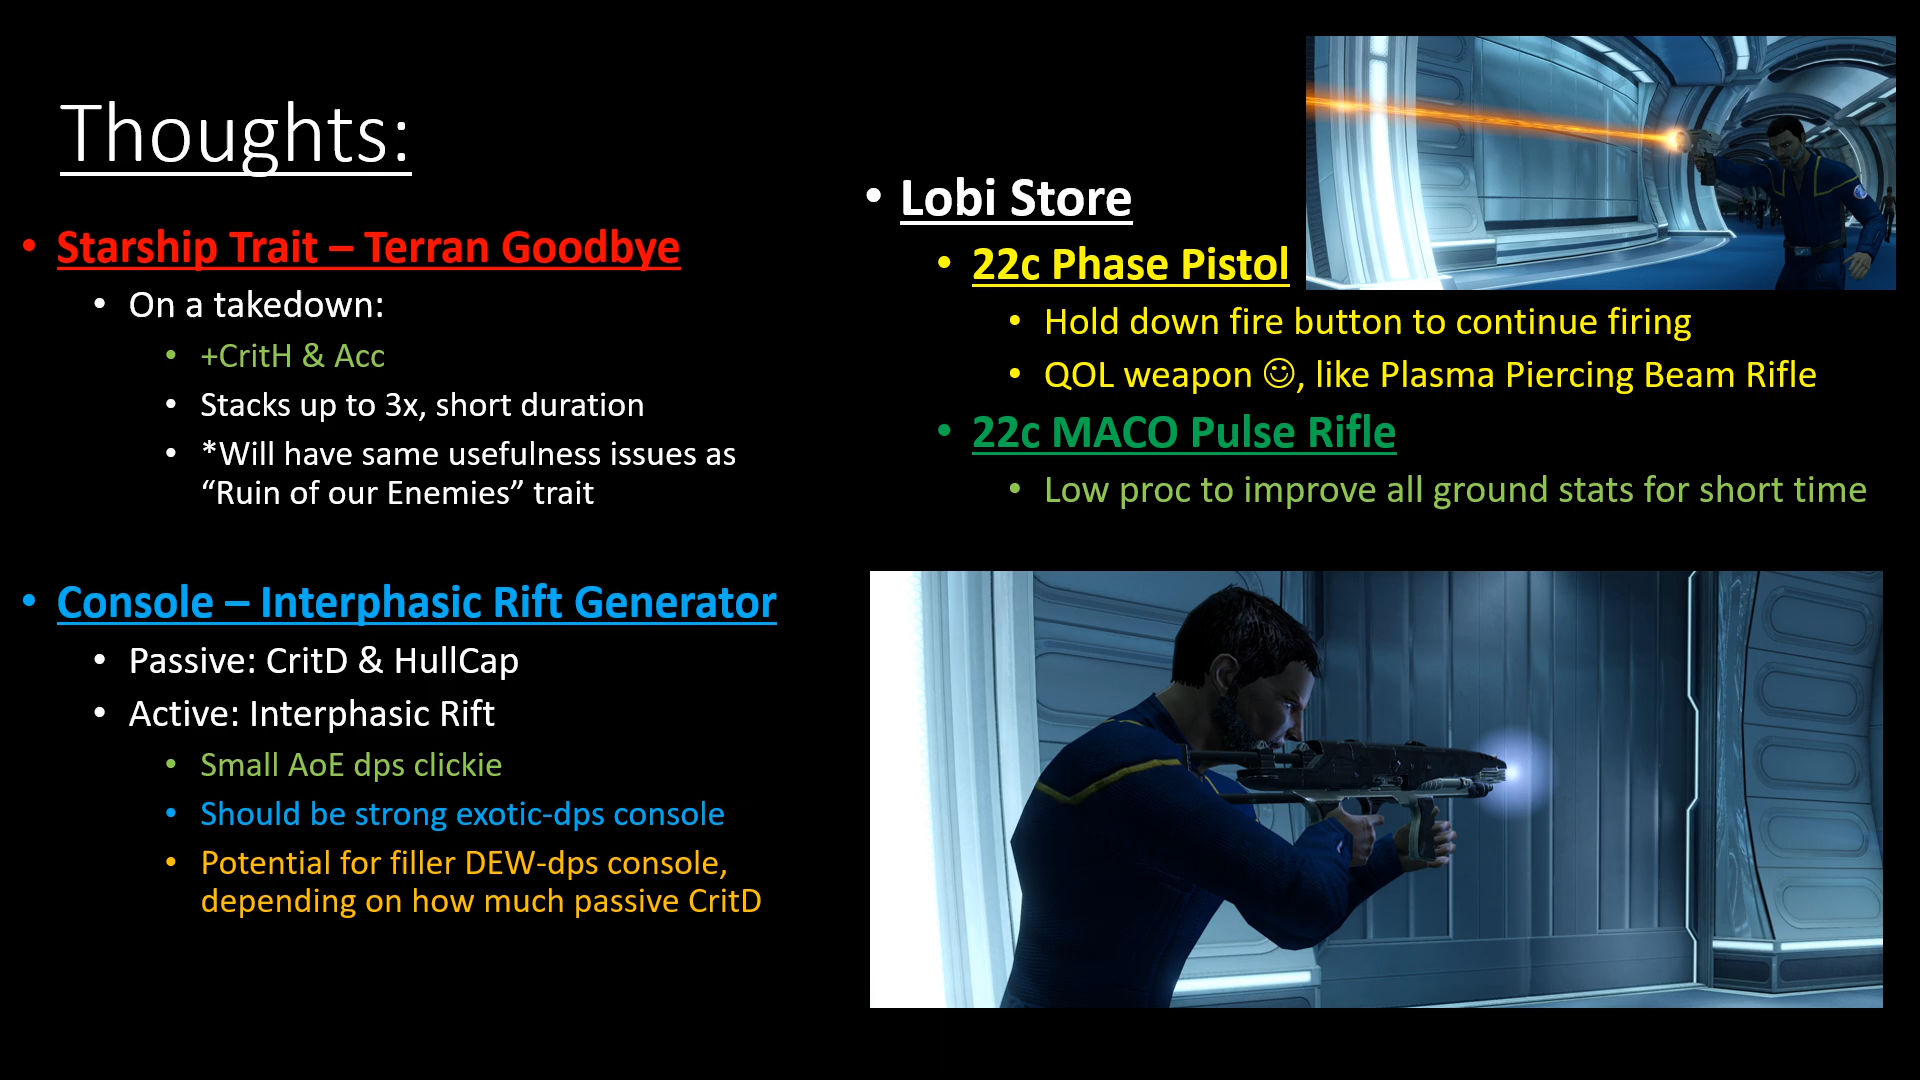 Thoughts:
• Starship Trait – Terran Goodbye
• On a takedown:
• +CritH & Acc
• Stacks up to 3x, short duration
• *Will have same usefulness issues as
“Ruin of our Enemies” trait
• Console – Interphasic Rift Generator
• Passive: CritD & HullCap
• Active: Interphasic Rift
• Small AoE dps clickie
• Should be strong exotic-dps console
• Potential for filler DEW-dps console,
depending on how much passive CritD
• Lobi Store
• 22c Phase Pistol
• Hold down fire button to continue firing
• QOL weapon ☺, like Plasma Piercing Beam Rifle
• 22c MACO Pulse Rifle
• Low proc to improve all ground stats for short time